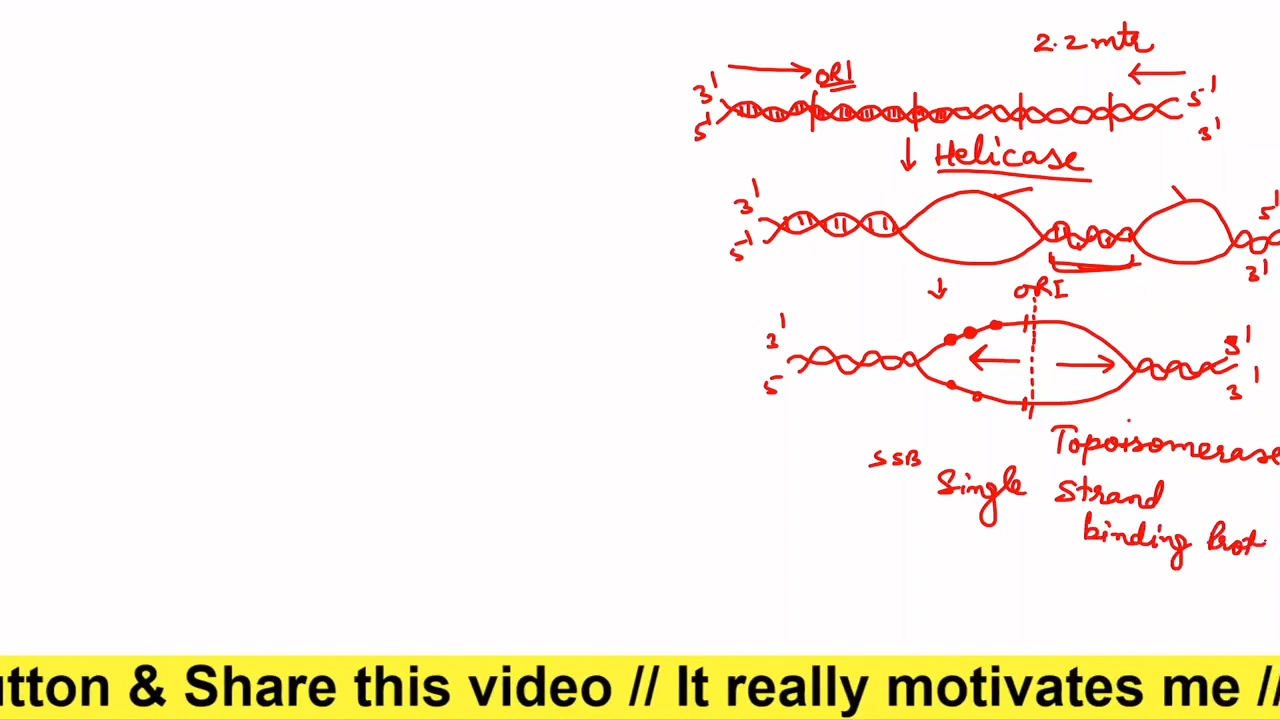 2.2 mtr
ORI
3' 5'
5' 3'
Helicase
3' 5'
5' 3'
ORI
3' 5'
5 3'
Topoisomerase
SSB
Single Strand
binding Prot
utton & Share this video // It really motivates me //